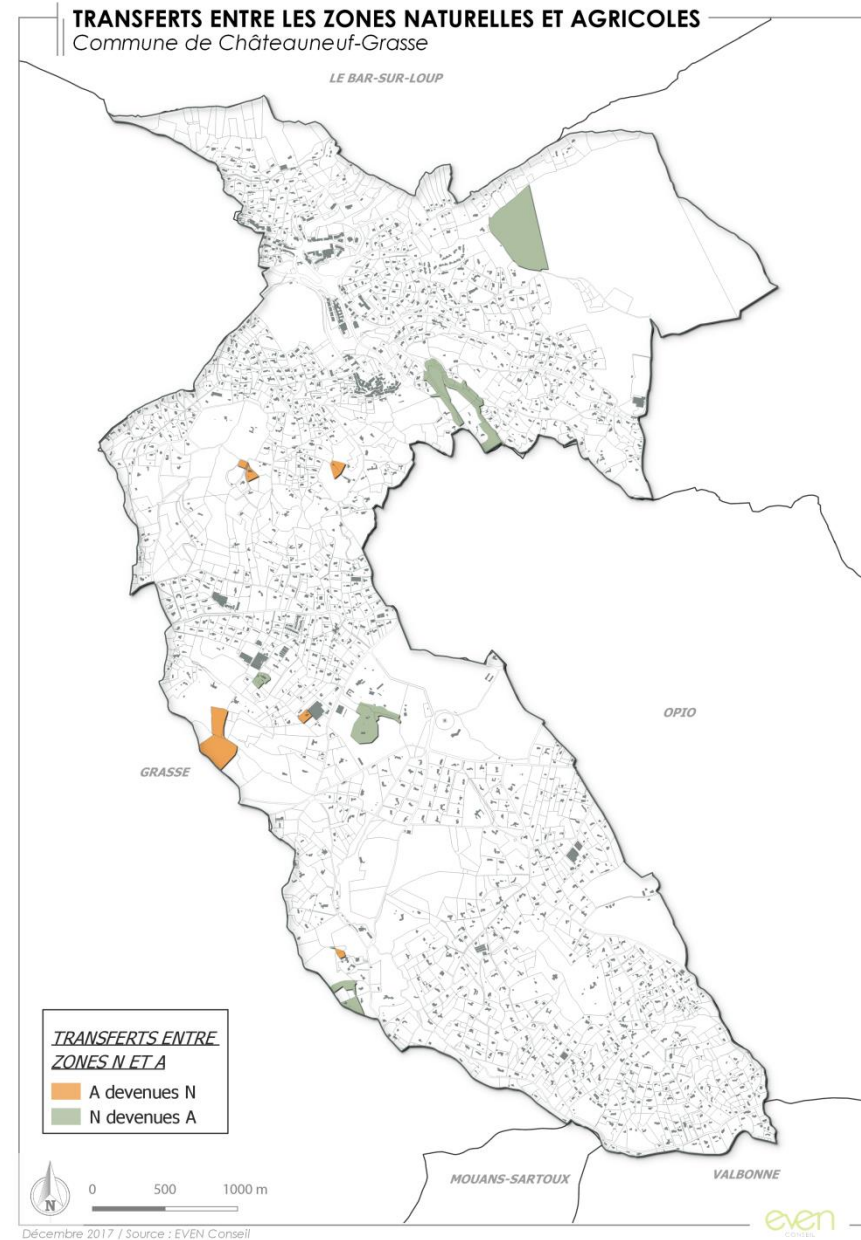 TRANSFERTS ENTRE LES ZONES NATURELLES ET AGRICOLES
Commune de Châteauneuf-Grasse
LE BAR-SUR-LOUP
OPIO
GRASSE
TRANSFERTS ENTRE
ZONES N ET A
A devenues N
N devenues A
MOUANS-SARTOUX
VALBONNE
N
0 500 1000 m
Décembre 2017 / Source : EVEN Conseil
even
CONSEIL